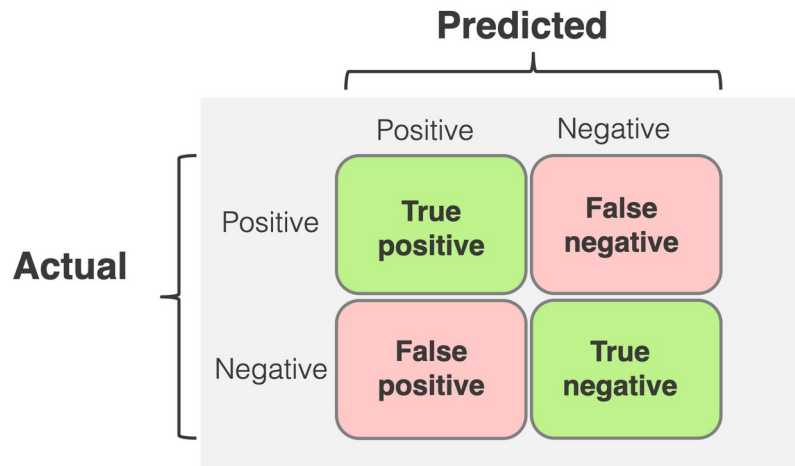 Predicted
Positive Negative
Actual
Positive
True
positive
False
negative
Negative
False
positive
True
negative